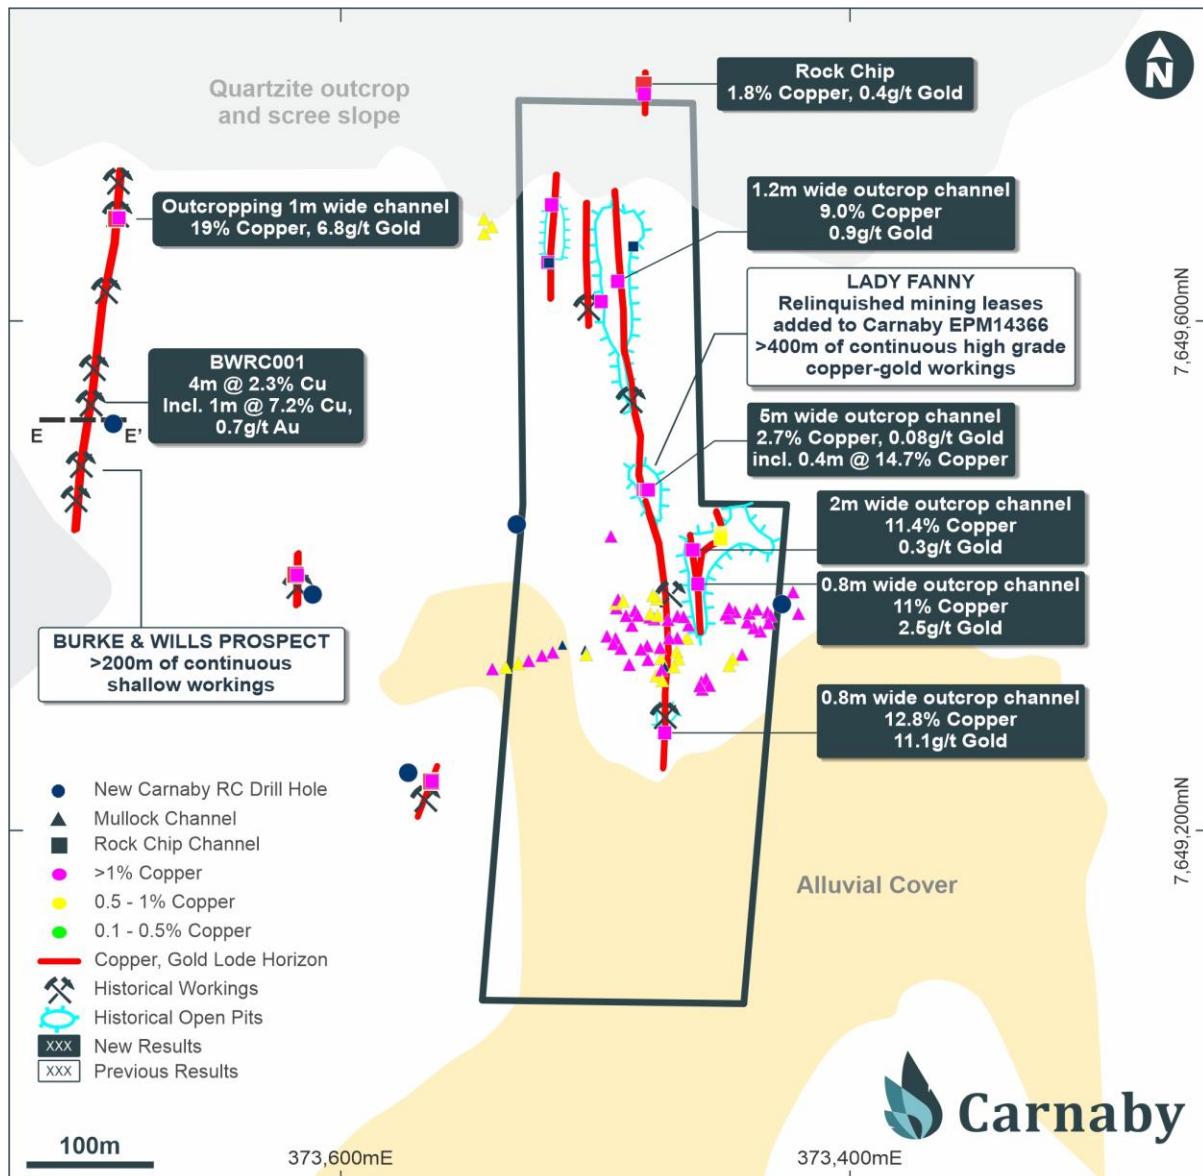 Quartzite outcrop
and scree slope
N
Rock Chip
1.8% Copper, 0.4g/t Gold
Outcropping 1m wide channel
19% Copper, 6.8g/t Gold
1.2m wide outcrop channel
9.0% Copper
0.9g/t Gold
LADY FANNY
Relinquished mining leases
added to Carnaby EPM14366
>400m of continuous high grade
copper-gold workings
7,649,600mN
BWRC001
4m @ 2.3% Cu
Incl. 1m @ 7.2% Cu,
0.7g/t Au
E
E'
5m wide outcrop channel
2.7% Copper, 0.08g/t Gold
incl. 0.4m @ 14.7% Copper
2m wide outcrop channel
11.4% Copper
0.3g/t Gold
0.8m wide outcrop channel
11% Copper
2.5g/t Gold
BURKE & WILLS PROSPECT
>200m of continuous
shallow workings
0.8m wide outcrop channel
12.8% Copper
11.1g/t Gold
7,649,200mN
Alluvial Cover
New Carnaby RC Drill Hole
Mullock Channel
Rock Chip Channel
>1% Copper
0.5 - 1% Copper
0.1 - 0.5% Copper
Copper, Gold Lode Horizon
Historical Workings
Historical Open Pits
XXX New Results
XXX Previous Results
100m
373,600mE
373,400mE
Carnaby